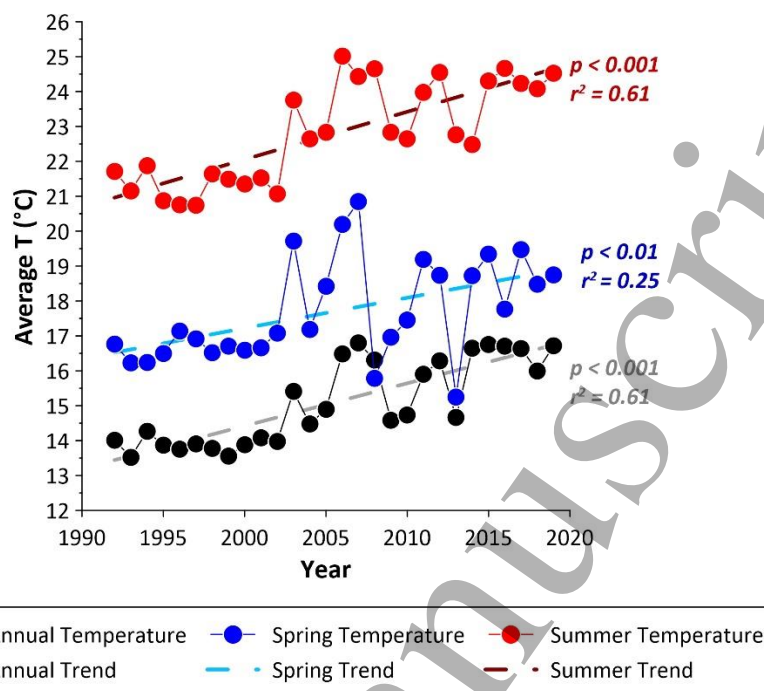 26
25
24
23
22
21
20
19
18
17
16
15
14
13
12
Average T (°C)
p < 0.001
r² = 0.61
p < 0.01
r² = 0.25
p < 0.001
r² = 0.61
1990 1995 2000 2005 2010 2015 2020
Year
nnual Temperature Spring Temperature Summer Temperature
nnual Trend Spring Trend Summer Trend
nuscri